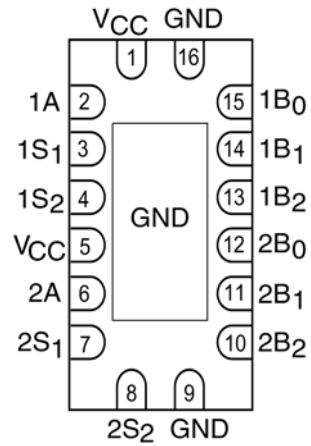 VCC GND
1 16
1A 2 15 1B0
1S1 3 14 1B1
1S2 4 13 1B2
GND
VCC 5 12 2B0
2A 6 11 2B1
2S1 7 10 2B2
8 9
2S2 GND